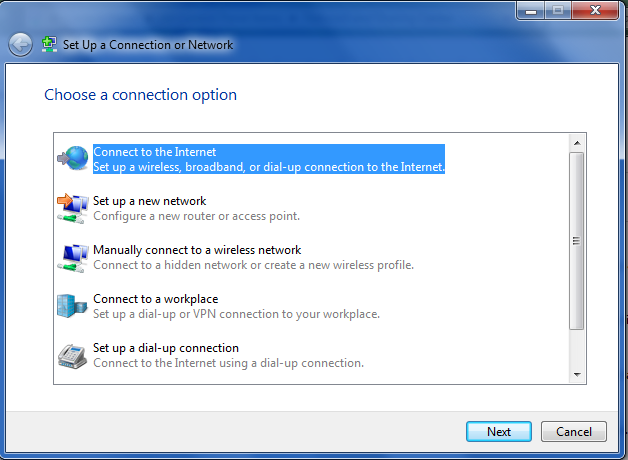 Set Up a Connection or Network
Choose a connection option
Connect to the Internet
Set up a wireless, broadband, or dial-up connection to the Internet.
Set up a new network
Configure a new router or access point.
Manually connect to a wireless network
Connect to a hidden network or create a new wireless profile.
Connect to a workplace
Set up a dial-up or VPN connection to your workplace.
Set up a dial-up connection
Connect to the Internet using a dial-up connection.
Next
Cancel